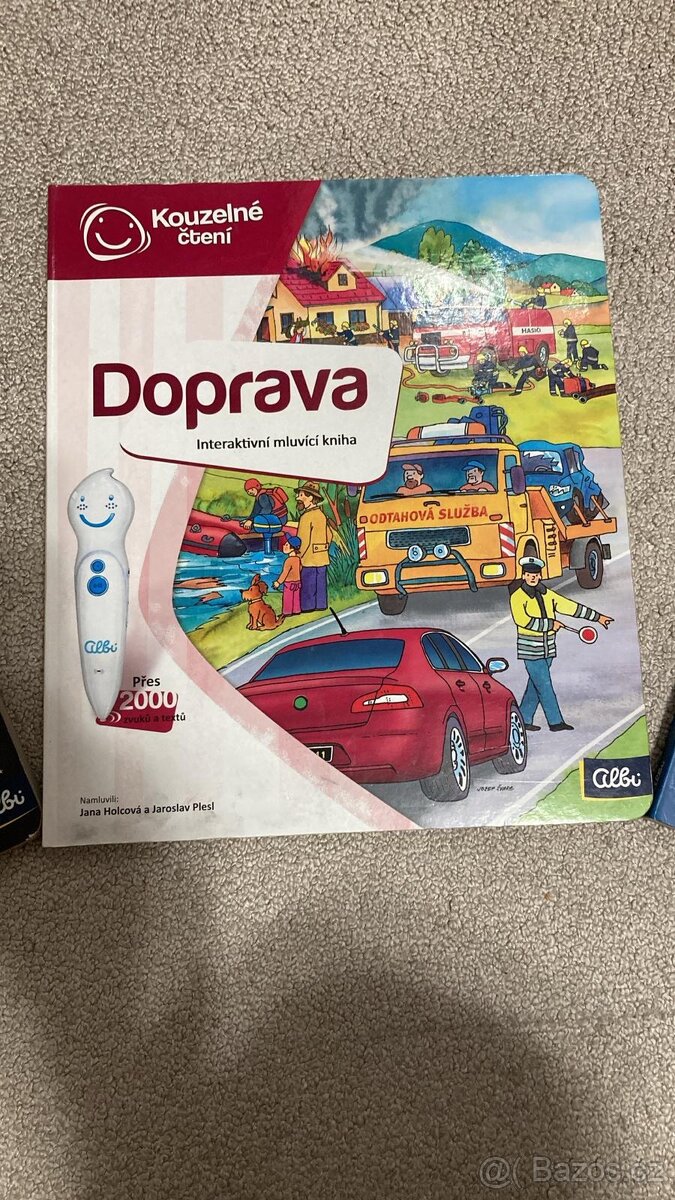 Kouzelné
čtení
HASIČI
Doprava
Interaktivní mluvící kniha
ODTAHOVÁ SLUŽBA
albi
Přes
2000
zvuků a textů
albi
Namluvili:
Jana Holcová a Jaroslav Plesl
@ Bazoš.cz